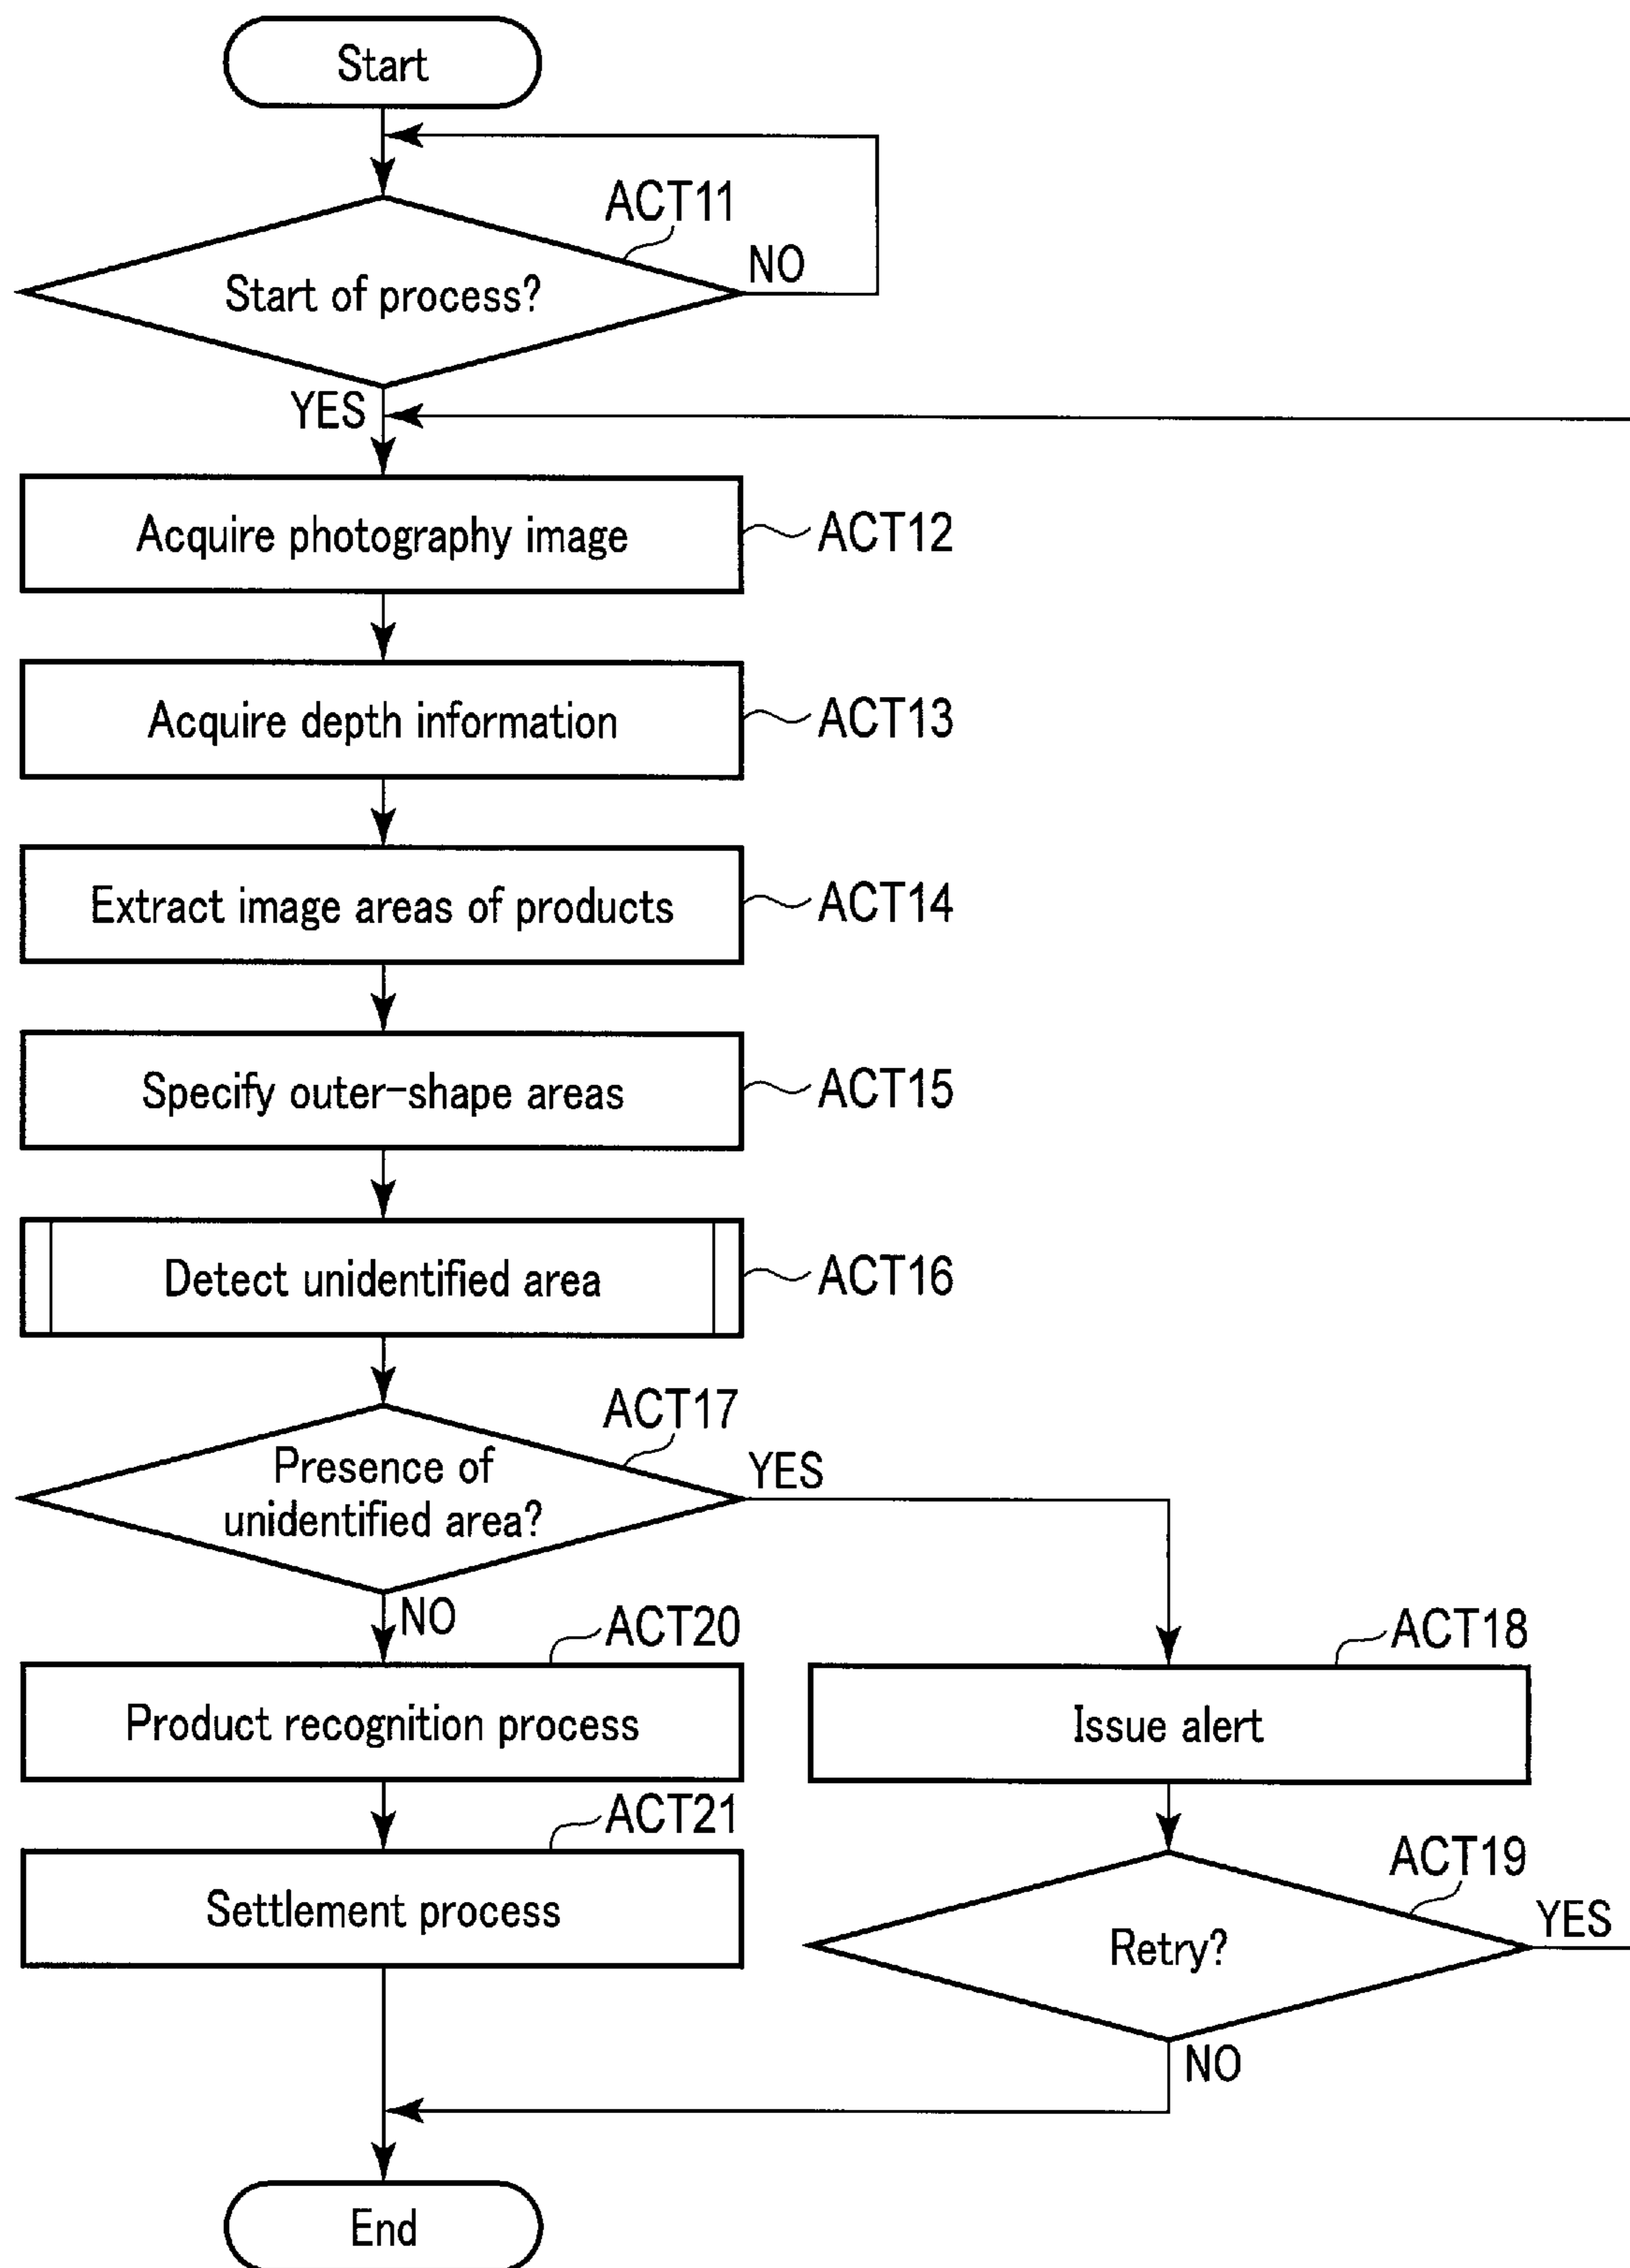 Start
ACT11
Start of process?
NO
YES
Acquire photography image
ACT12
Acquire depth information
ACT13
Extract image areas of products
ACT14
Specify outer-shape areas
ACT15
Detect unidentified area
ACT16
ACT17
Presence of
unidentified area?
YES
NO
ACT20
Product recognition process
ACT18
Issue alert
ACT21
Settlement process
ACT19
Retry?
YES
NO
End